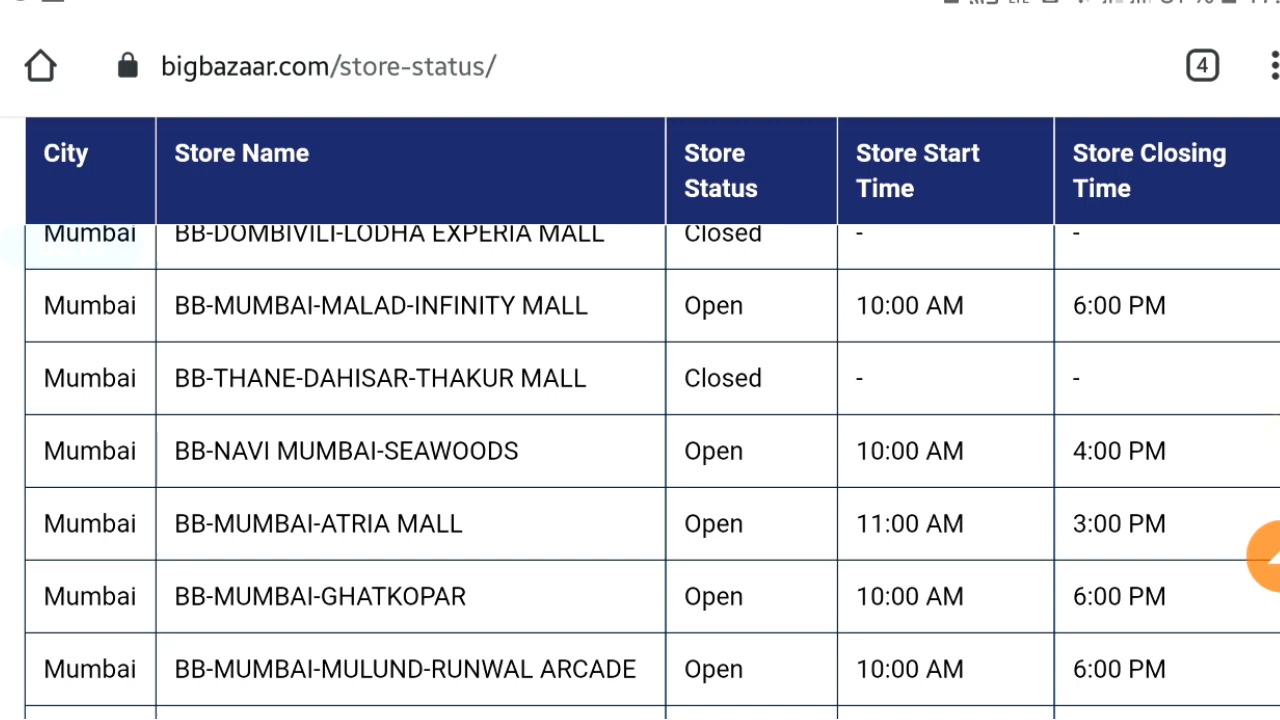 bigbazaar.com/store-status/ 4
City Store Name Store Status Store Start Time Store Closing Time
Mumbai BB-DOMBIVILI-LODHA EXPERIA MALL Closed - -
Mumbai BB-MUMBAI-MALAD-INFINITY MALL Open 10:00 AM 6:00 PM
Mumbai BB-THANE-DAHISAR-THAKUR MALL Closed - -
Mumbai BB-NAVI MUMBAI-SEAWOODS Open 10:00 AM 4:00 PM
Mumbai BB-MUMBAI-ATRIA MALL Open 11:00 AM 3:00 PM
Mumbai BB-MUMBAI-GHATKOPAR Open 10:00 AM 6:00 PM
Mumbai BB-MUMBAI-MULUND-RUNWAL ARCADE Open 10:00 AM 6:00 PM